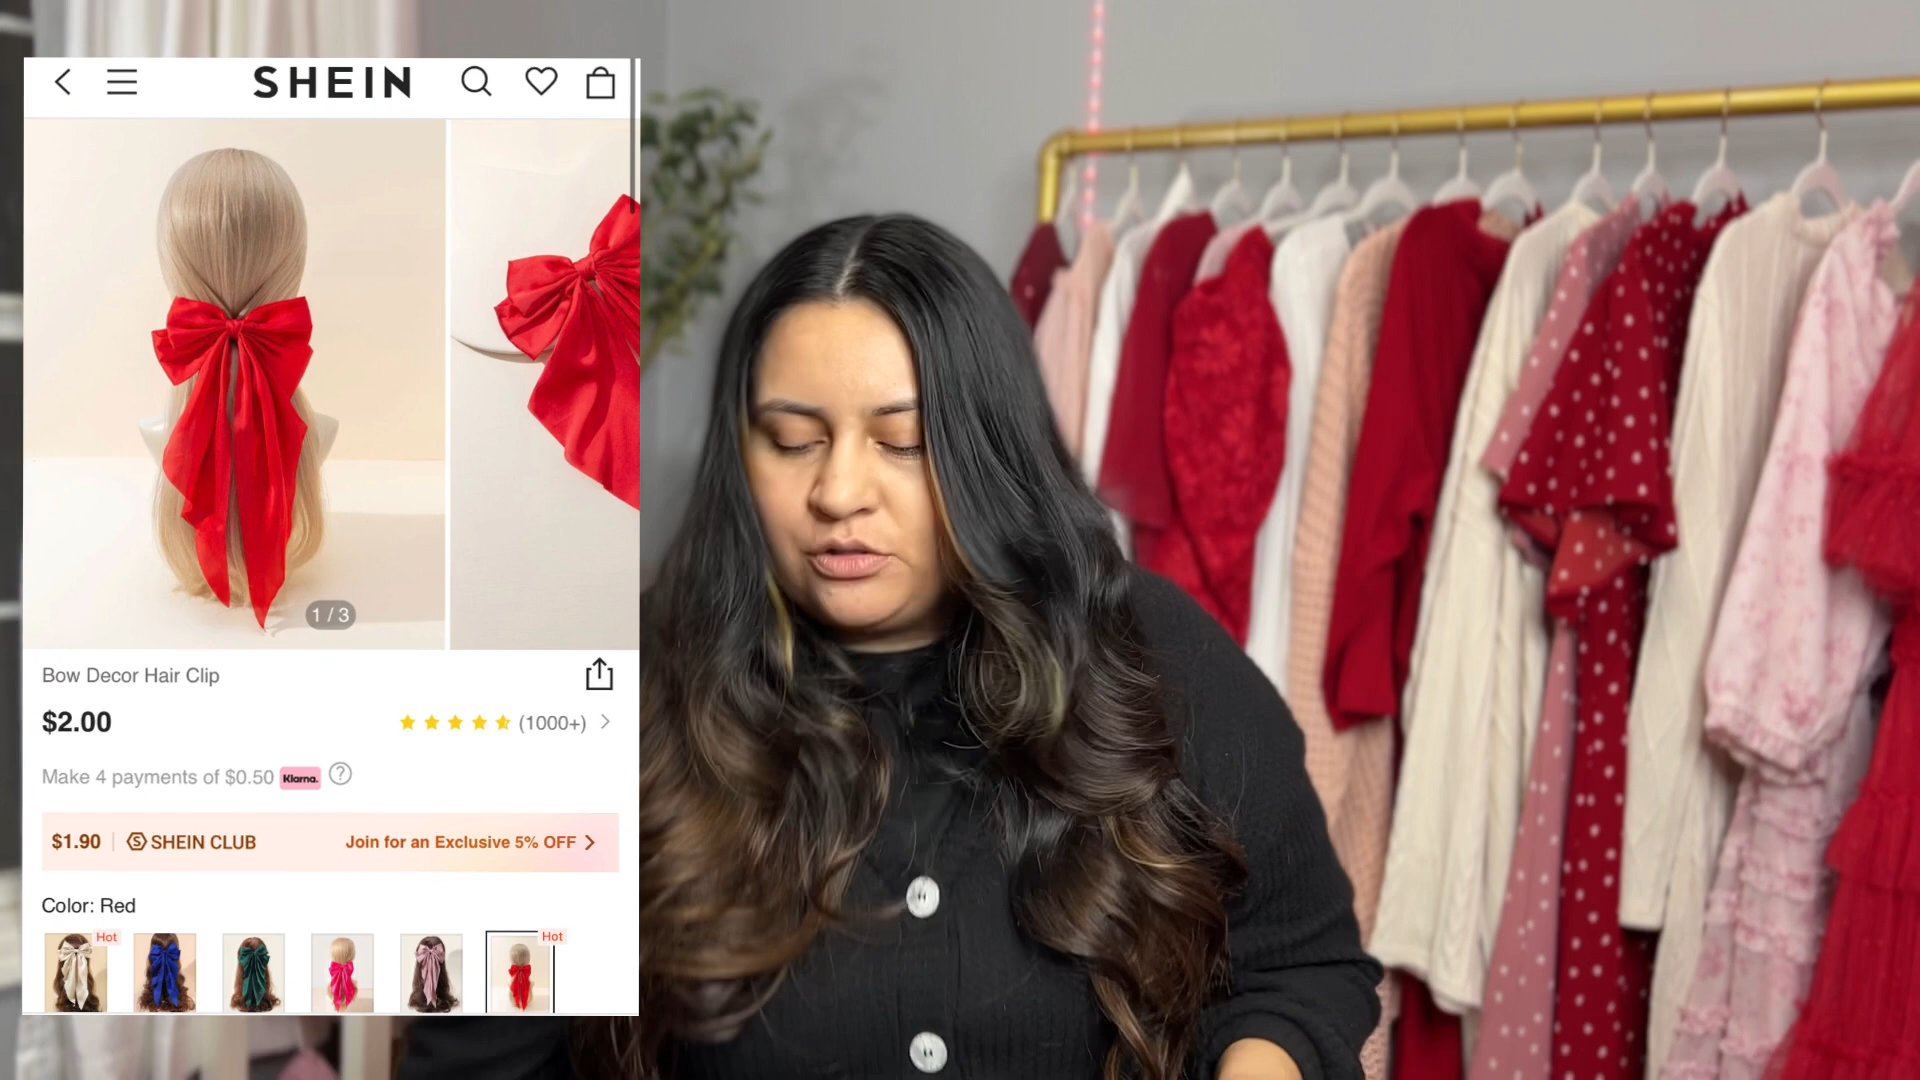 SHEIN
1 / 3
Bow Decor Hair Clip
$2.00
(1000+)
Make 4 payments of $0.50 Klarna. ?
$1.90 | S SHEIN CLUB Join for an Exclusive 5% OFF
Color: Red
Hot
Hot